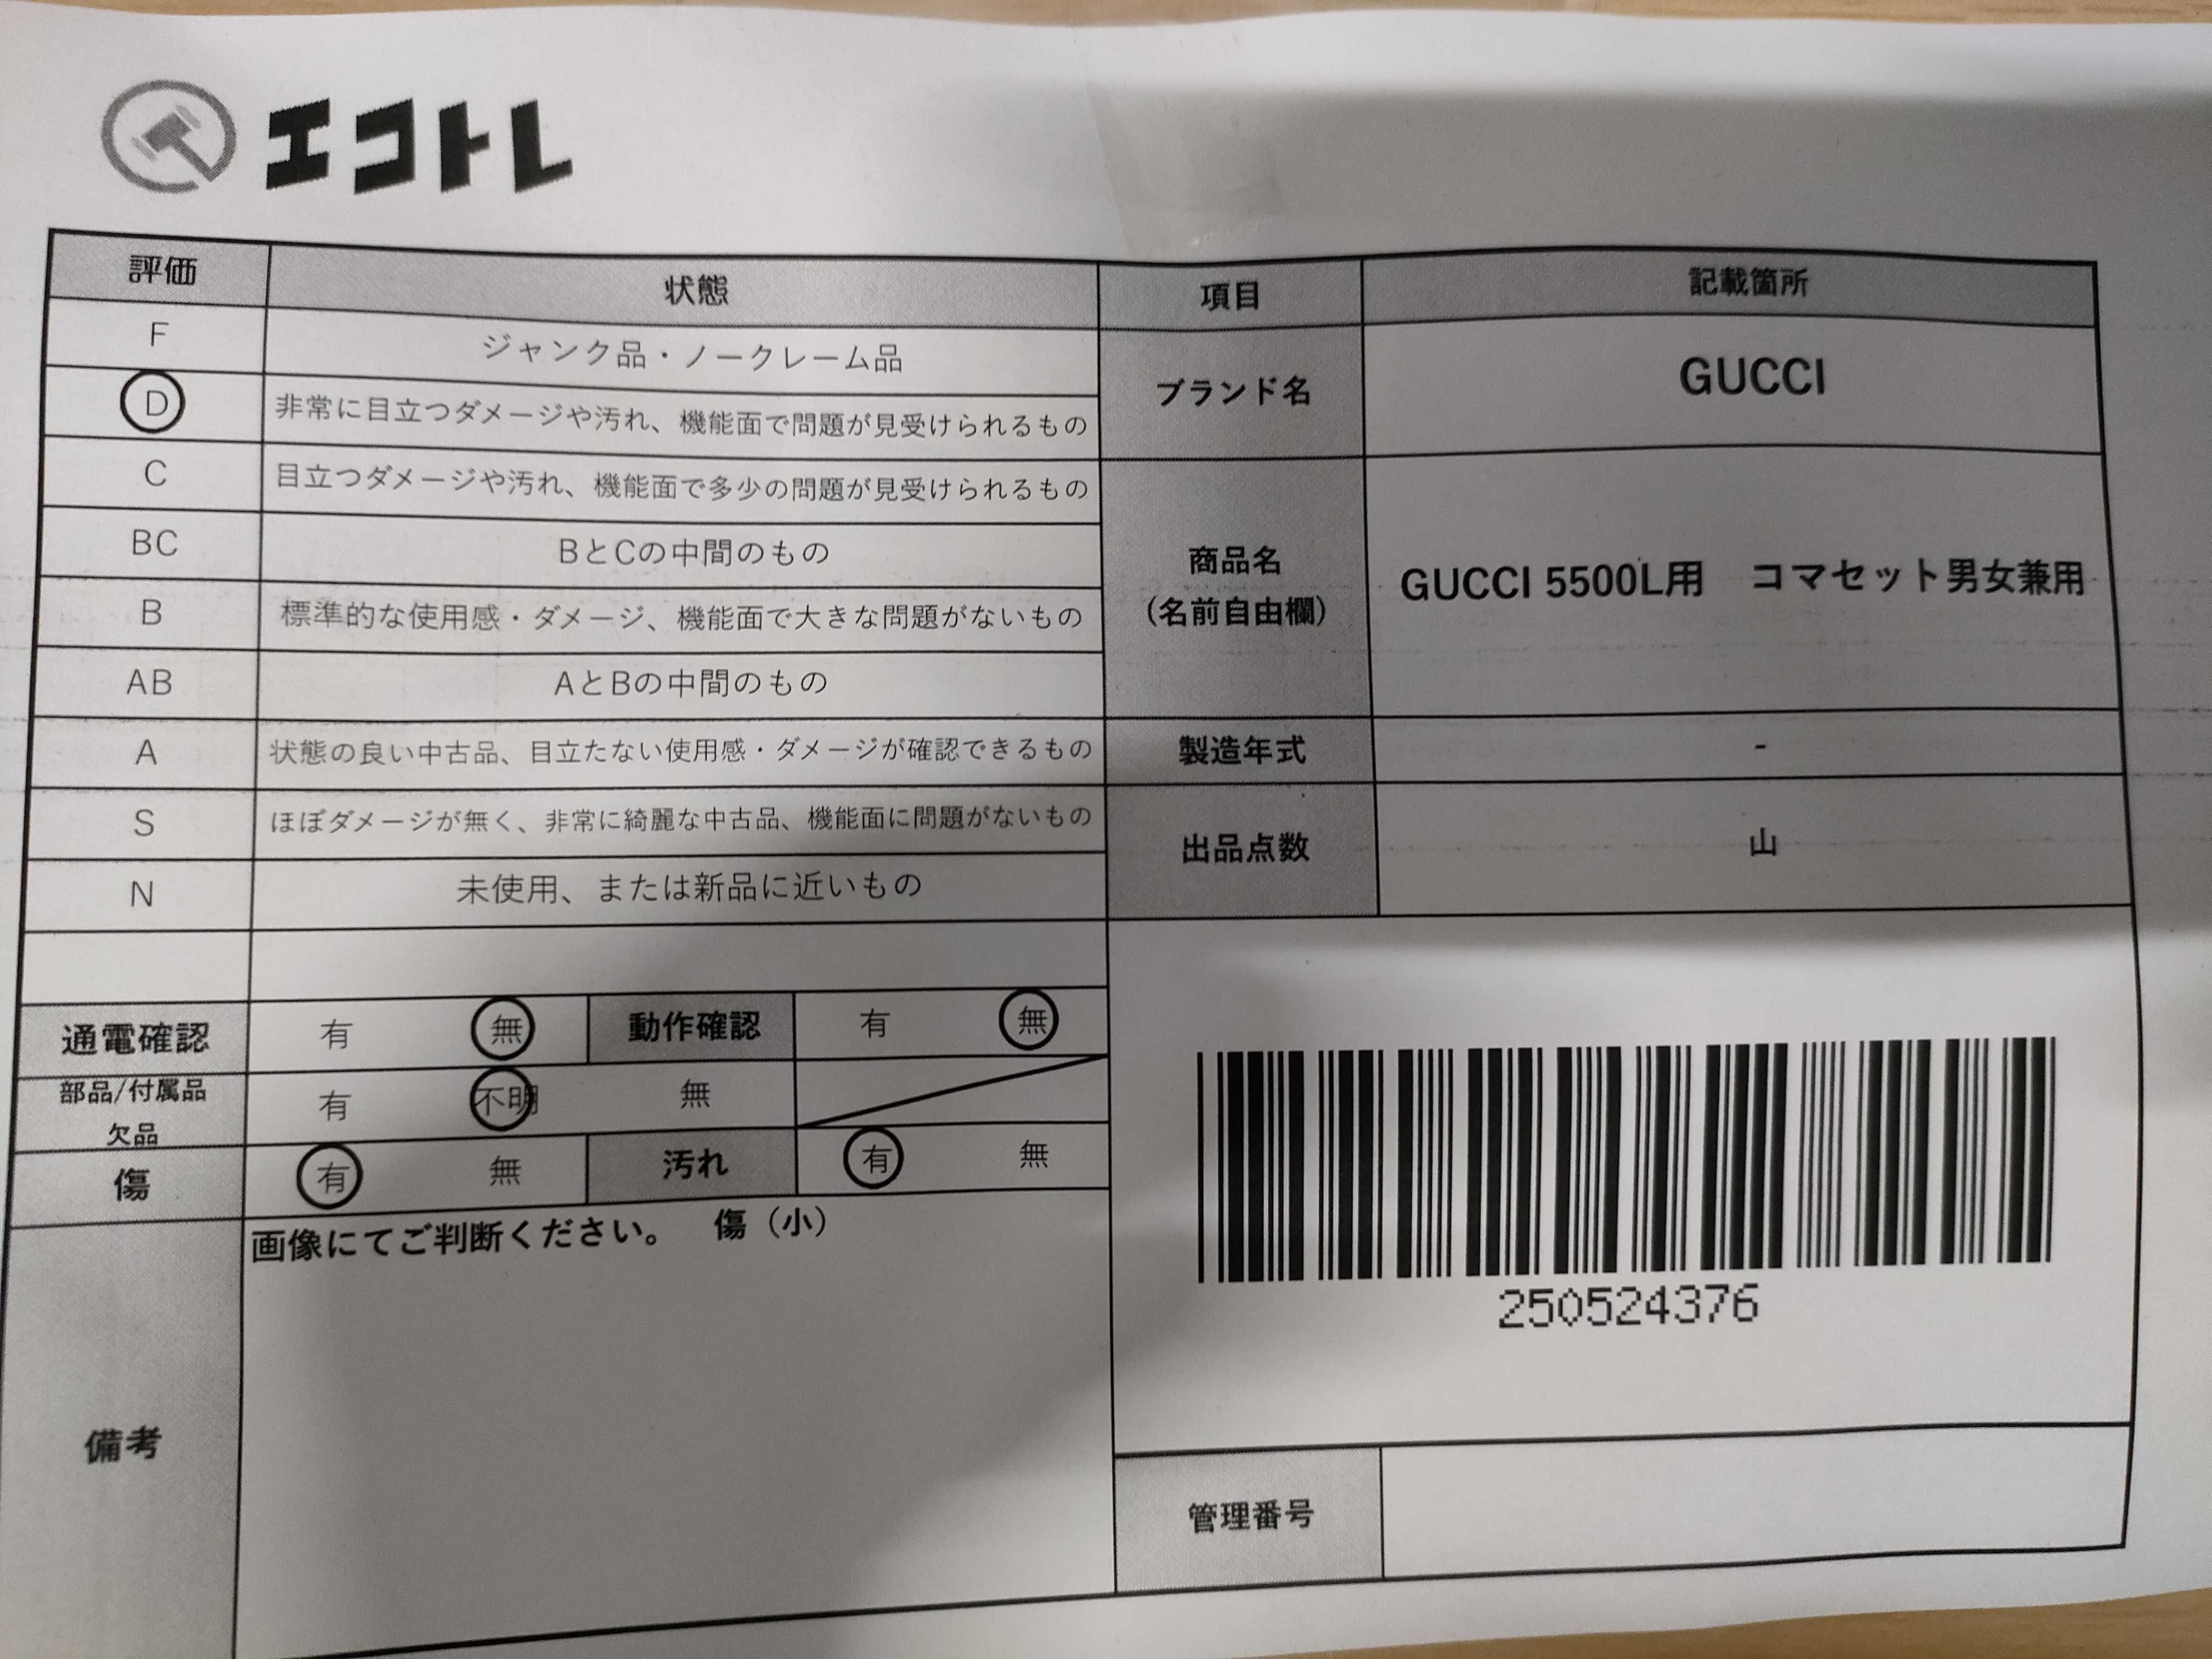 エコトレ
評価 状態 項目 記載箇所
F ジャンク品・ノークレーム品
D 非常に目立つダメージや汚れ、機能面で問題が見受けられるもの
ブランド名 GUCCI
C 目立つダメージや汚れ、機能面で多少の問題が見受けられるもの
BC BとCの中間のもの
B 標準的な使用感・ダメージ、機能面で大きな問題がないもの
商品名
(名前自由欄)
GUCCI 5500L用 コマセット男女兼用
AB AとBの中間のもの
A 状態の良い中古品、目立たない使用感・ダメージが確認できるもの
製造年式 -
S ほぼダメージが無く、非常に綺麗な中古品、機能面に問題がないもの
出品点数 山
N 未使用、または新品に近いもの
通電確認 有 無 動作確認 有 無
部品/付属品
欠品
有 不明 無
傷 有 無 汚れ 有 無
備考
画像にてご判断ください。 傷（小）
250524376
管理番号